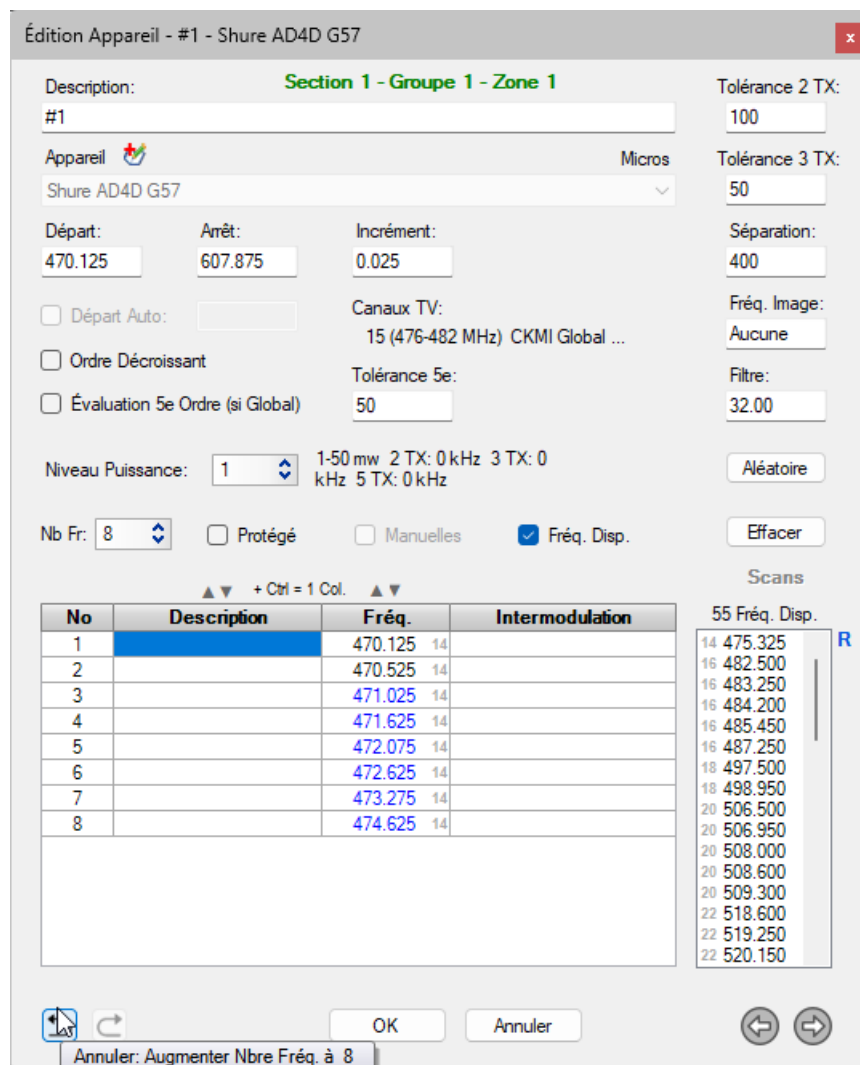 Édition Appareil - #1 - Shure AD4D G57
x
Description:
Section 1 - Groupe 1 - Zone 1
Tolérance 2 TX:
#1
100
Appareil
Micros
Tolérance 3 TX:
Shure AD4D G57
50
Départ:
Arrêt:
Incrément:
Séparation:
470.125
607.875
0.025
400
Départ Auto:
Canaux TV:
Fréq. Image:
15 (476-482 MHz) CKMI Global ...
Aucune
Ordre Décroissant
Tolérance 5e:
Filtre:
Évaluation 5e Ordre (si Global)
50
32.00
Niveau Puissance:
1
1-50 mw 2 TX: 0 kHz 3 TX: 0
kHz 5 TX: 0 kHz
Aléatoire
Nb Fr:
8
Protégé
Manuelles
Fréq. Disp.
Effacer
+ Ctrl = 1 Col.
Scans
No Description Fréq. Intermodulation
1 470.125 14
2 470.525 14
3 471.025 14
4 471.625 14
5 472.075 14
6 472.625 14
7 473.275 14
8 474.625 14
55 Fréq. Disp.
14 475.325
R
16 482.500
16 483.250
16 484.200
16 485.450
16 487.250
18 497.500
18 498.950
20 506.500
20 506.950
20 508.000
20 508.600
20 509.300
22 518.600
22 519.250
22 520.150
OK
Annuler
Annuler: Augmenter Nbre Fréq. à 8